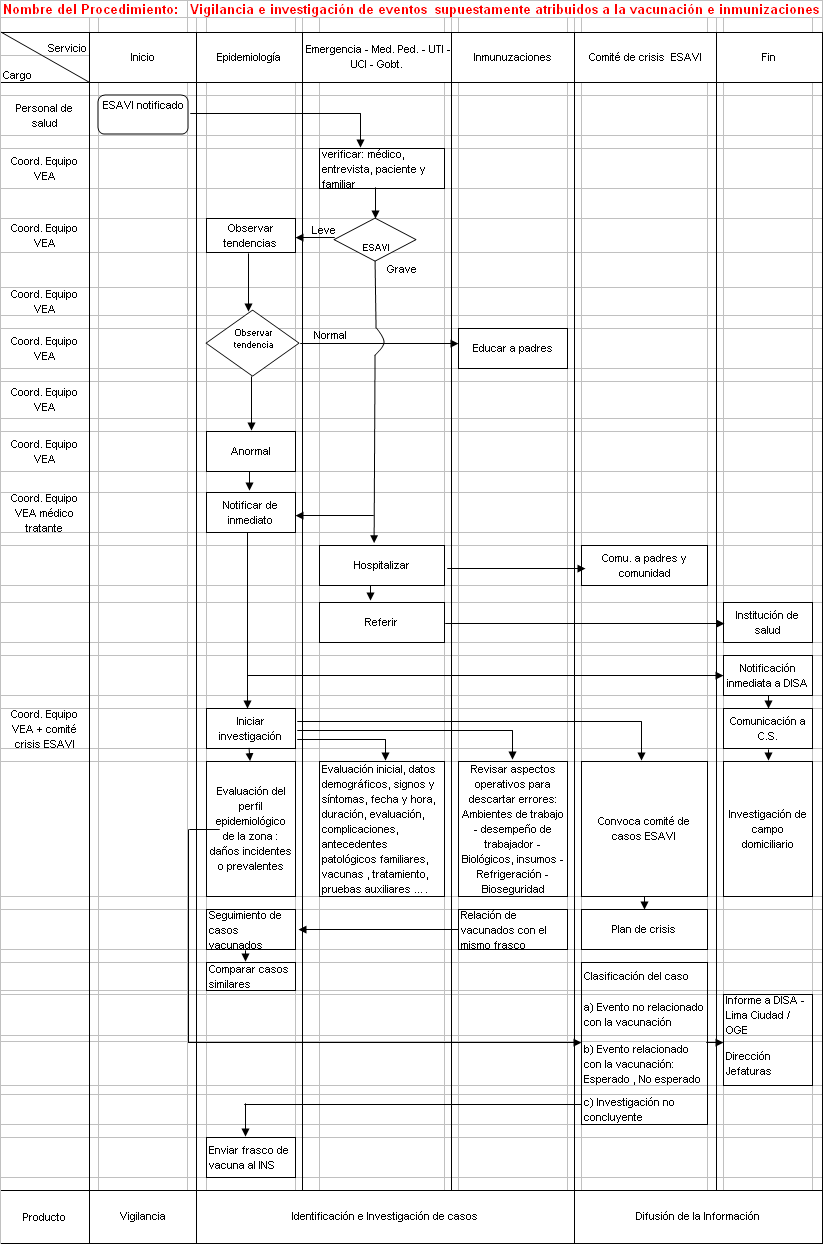 Nombre del Procedimiento: Vigilancia e investigación de eventos supuestamente atribuidos a la vacunación e inmunizaciones
Servicio
Cargo
Inicio
Epidemiología
Emergencia - Med. Ped. - UTI -
UCI - Gobt.
Inmunuzaciones
Comité de crisis ESAVI
Fin
Personal de
salud
ESAVI notificado
Coord. Equipo
VEA
verificar: médico,
entrevista, paciente y
familiar
Coord. Equipo
VEA
Observar
tendencias
Leve
ESAVI
Grave
Coord. Equipo
VEA
Coord. Equipo
VEA
Observar
tendencia
Normal
Educar a padres
Coord. Equipo
VEA
Coord. Equipo
VEA
Anormal
Coord. Equipo
VEA médico
tratante
Notificar de
inmediato
Hospitalizar
Comu. a padres y
comunidad
Referir
Institución de
salud
Notificación
inmediata a DISA
Coord. Equipo
VEA + comité
crisis ESAVI
Iniciar
investigación
Comunicación a
C.S.
Evaluación del
perfil
epidemiológico
de la zona :
daños incidentes
o prevalentes
Evaluación inicial, datos
demográficos, signos y
síntomas, fecha y hora,
duración, evaluación,
complicaciones,
antecedentes
patológicos familiares,
vacunas , tratamiento,
pruebas auxiliares ... .
Revisar aspectos
operativos para
descartar errores:
Ambientes de trabajo
- desempeño de
trabajador -
Biológicos, insumos -
Refrigeración -
Bioseguridad
Convoca comité de
casos ESAVI
Investigación de
campo
domiciliario
Seguimiento de
casos
vacunados
Relación de
vacunados con el
mismo frasco
Plan de crisis
Comparar casos
similares
Clasificación del caso
a) Evento no relacionado
con la vacunación
b) Evento relacionado
con la vacunación:
Esperado , No esperado
c) Investigación no
concluyente
Informe a DISA -
Lima Ciudad /
OGE
Dirección
Jefaturas
Enviar frasco de
vacuna al INS
Producto
Vigilancia
Identificación e Investigación de casos
Difusión de la Información